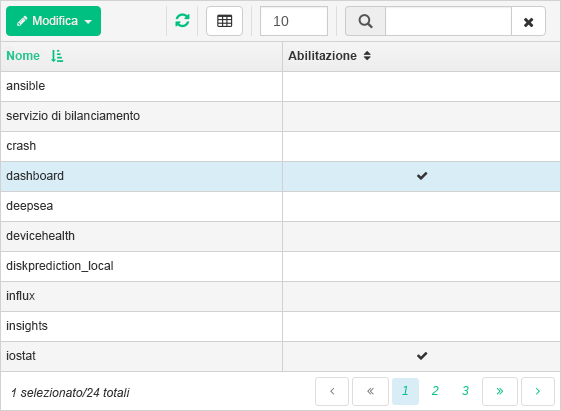 Modifica
10
Nome Abilitazione
ansible
servizio di bilanciamento
crash
dashboard
deepsea
devicehealth
diskprediction_local
influx
insights
iostat
1 selezionato/24 totali ‹ « 1 2 3 » ›